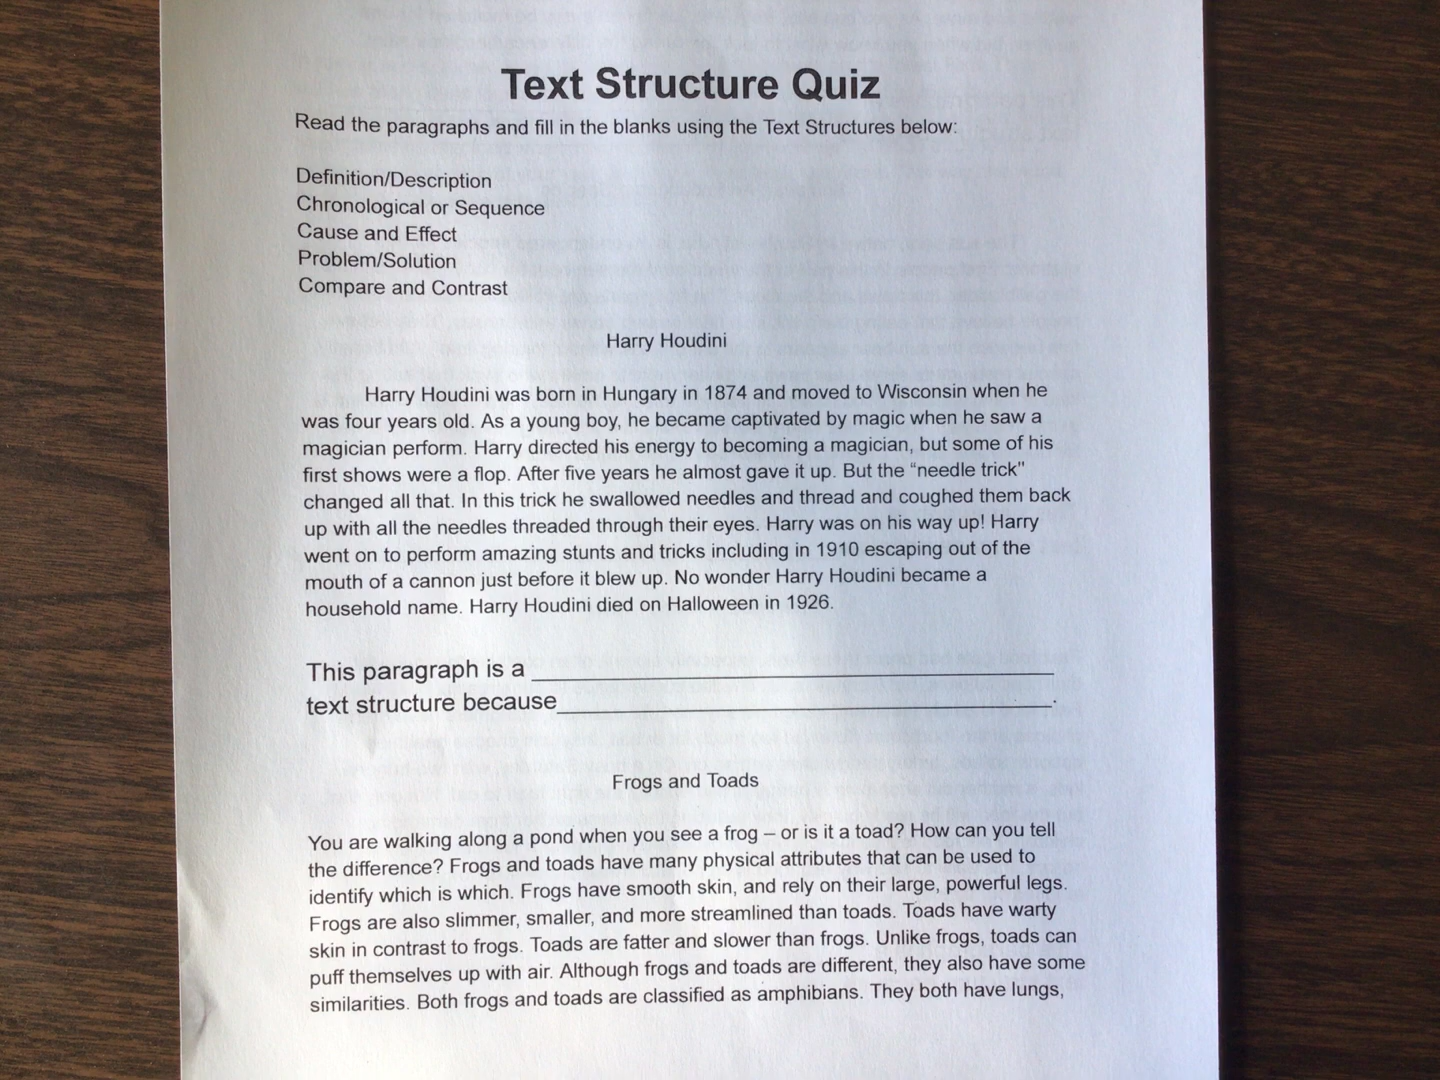 Text Structure Quiz
Read the paragraphs and fill in the blanks using the Text Structures below:
Definition/Description
Chronological or Sequence
Cause and Effect
Problem/Solution
Compare and Contrast
Harry Houdini
Harry Houdini was born in Hungary in 1874 and moved to Wisconsin when he
was four years old. As a young boy, he became captivated by magic when he saw a
magician perform. Harry directed his energy to becoming a magician, but some of his
first shows were a flop. After five years he almost gave it up. But the “needle trick"
changed all that. In this trick he swallowed needles and thread and coughed them back
up with all the needles threaded through their eyes. Harry was on his way up! Harry
went on to perform amazing stunts and tricks including in 1910 escaping out of the
mouth of a cannon just before it blew up. No wonder Harry Houdini became a
household name. Harry Houdini died on Halloween in 1926.
This paragraph is a ____________________
text structure because____________________.
Frogs and Toads
You are walking along a pond when you see a frog – or is it a toad? How can you tell
the difference? Frogs and toads have many physical attributes that can be used to
identify which is which. Frogs have smooth skin, and rely on their large, powerful legs.
Frogs are also slimmer, smaller, and more streamlined than toads. Toads have warty
skin in contrast to frogs. Toads are fatter and slower than frogs. Unlike frogs, toads can
puff themselves up with air. Although frogs and toads are different, they also have some
similarities. Both frogs and toads are classified as amphibians. They both have lungs,